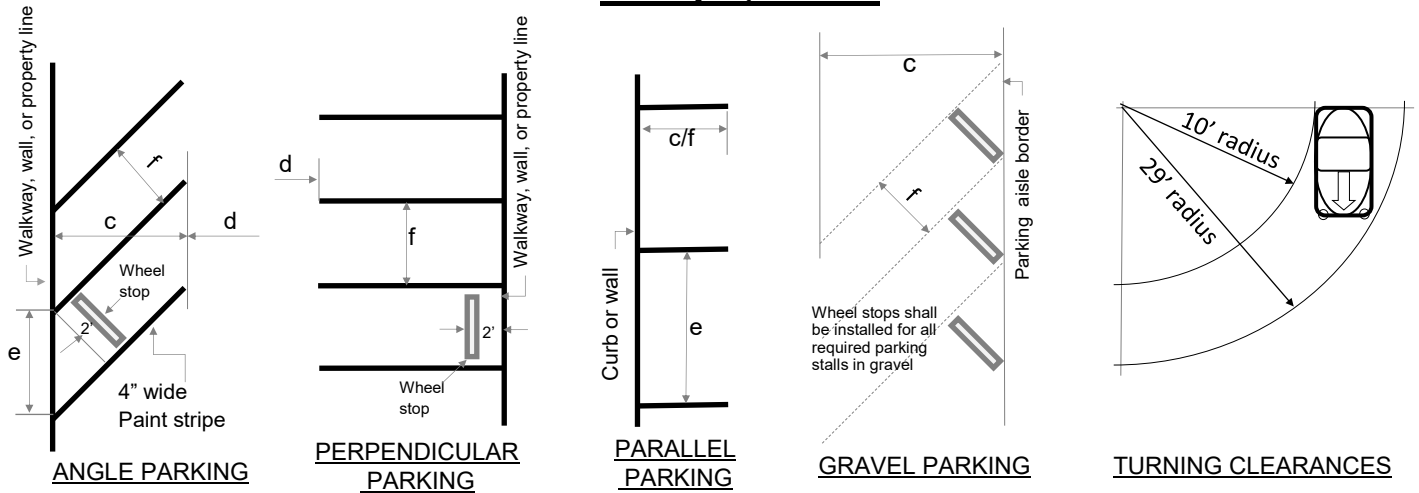 Walkway, wall, or property line
f
c
d
Wheel
stop
2’
e
4” wide
Paint stripe
ANGLE PARKING
d
f
Walkway, wall, or property line
2’
Wheel
stop
PERPENDICULAR
PARKING
c/f
Curb or wall
e
PARALLEL
PARKING
c
f
Parking aisle border
Wheel stops shall
be installed for all
required parking
stalls in gravel
GRAVEL PARKING
10’ radius
29’ radius
TURNING CLEARANCES